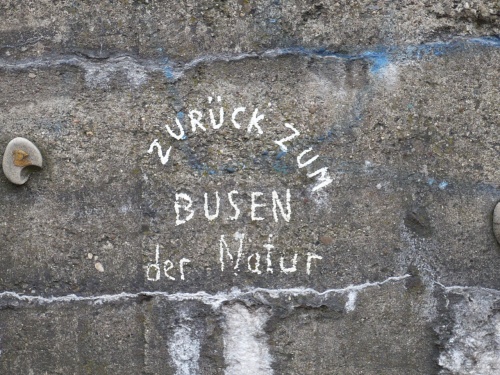 ZURÜCK ZUM
BUSEN
der Natur